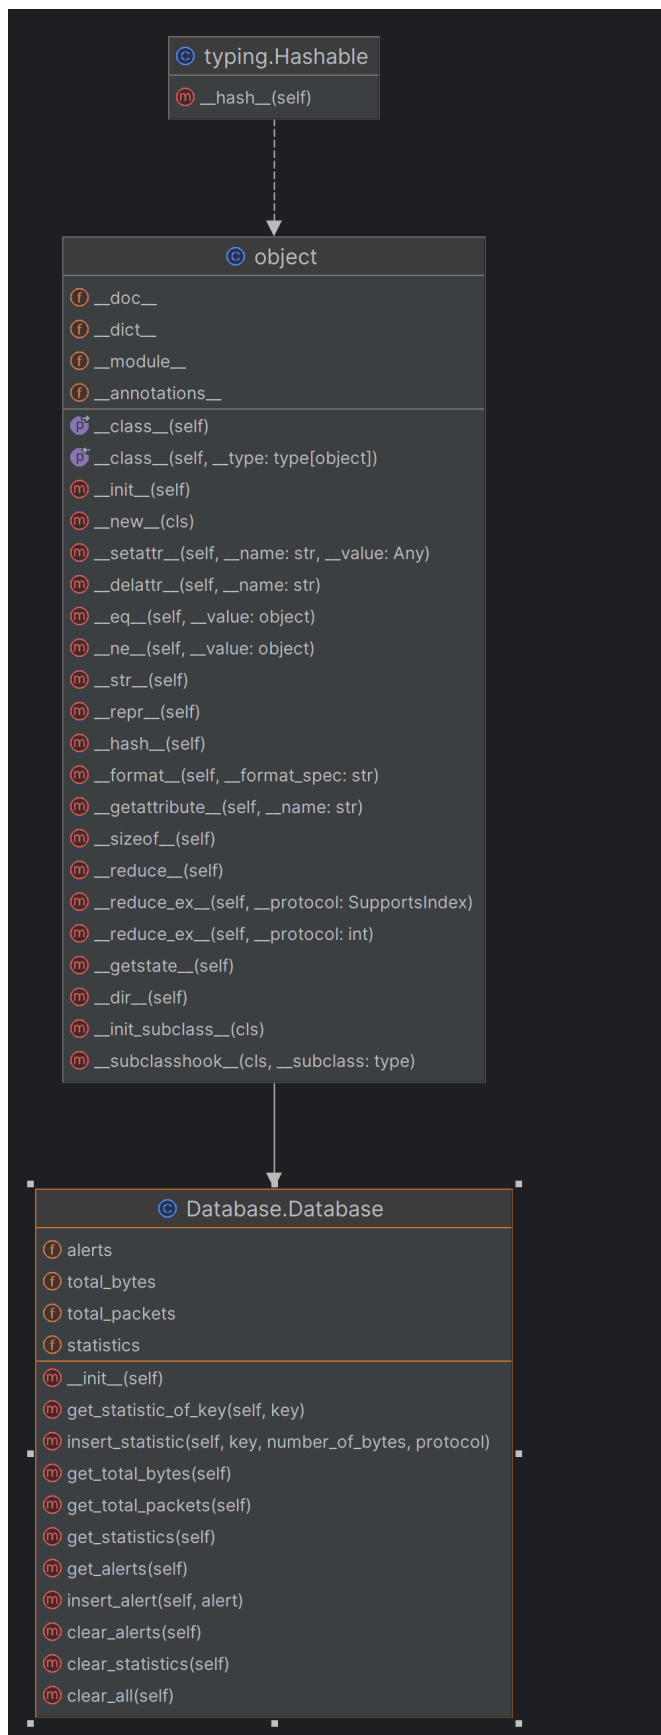 typing.Hashable
__hash__(self)
object
__doc__
__dict__
__module__
__annotations__
__class__(self)
__class__(self, __type: type[object])
__init__(self)
__new__(cls)
__setattr__(self, __name: str, __value: Any)
__delattr__(self, __name: str)
__eq__(self, __value: object)
__ne__(self, __value: object)
__str__(self)
__repr__(self)
__hash__(self)
__format__(self, __format_spec: str)
__getattribute__(self, __name: str)
__sizeof__(self)
__reduce__(self)
__reduce_ex__(self, __protocol: SupportsIndex)
__reduce_ex__(self, __protocol: int)
__getstate__(self)
__dir__(self)
__init_subclass__(cls)
__subclasshook__(cls, __subclass: type)
Database.Database
alerts
total_bytes
total_packets
statistics
__init__(self)
get_statistic_of_key(self, key)
insert_statistic(self, key, number_of_bytes, protocol)
get_total_bytes(self)
get_total_packets(self)
get_statistics(self)
get_alerts(self)
insert_alert(self, alert)
clear_alerts(self)
clear_statistics(self)
clear_all(self)